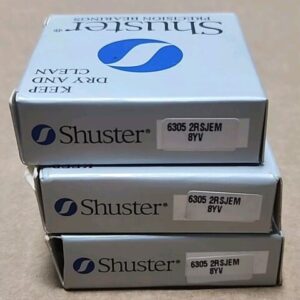 Shuster®
PRECISION BEARINGS
KEEP
DRY AND
CLEAN
Shuster®
6305 2RSJEM
8YV
Shuster®
6305 2RSJEM
8YV
Shuster®
6305 2RSJEM
8YV